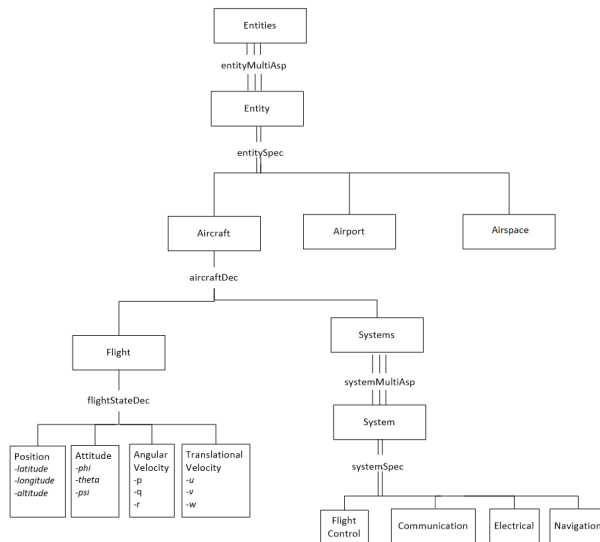 Entities
entityMultiAsp
Entity
entitySpec
Aircraft
Airport
Airspace
aircraftDec
Flight
Systems
flightStateDec
systemMultiAsp
Position
-latitude
-longitude
-altitude
Attitude
-phi
-theta
-psi
Angular
Velocity
-p
-q
-r
Translational
Velocity
-u
-v
-w
System
systemSpec
Flight
Control
Communication
Electrical
Navigation